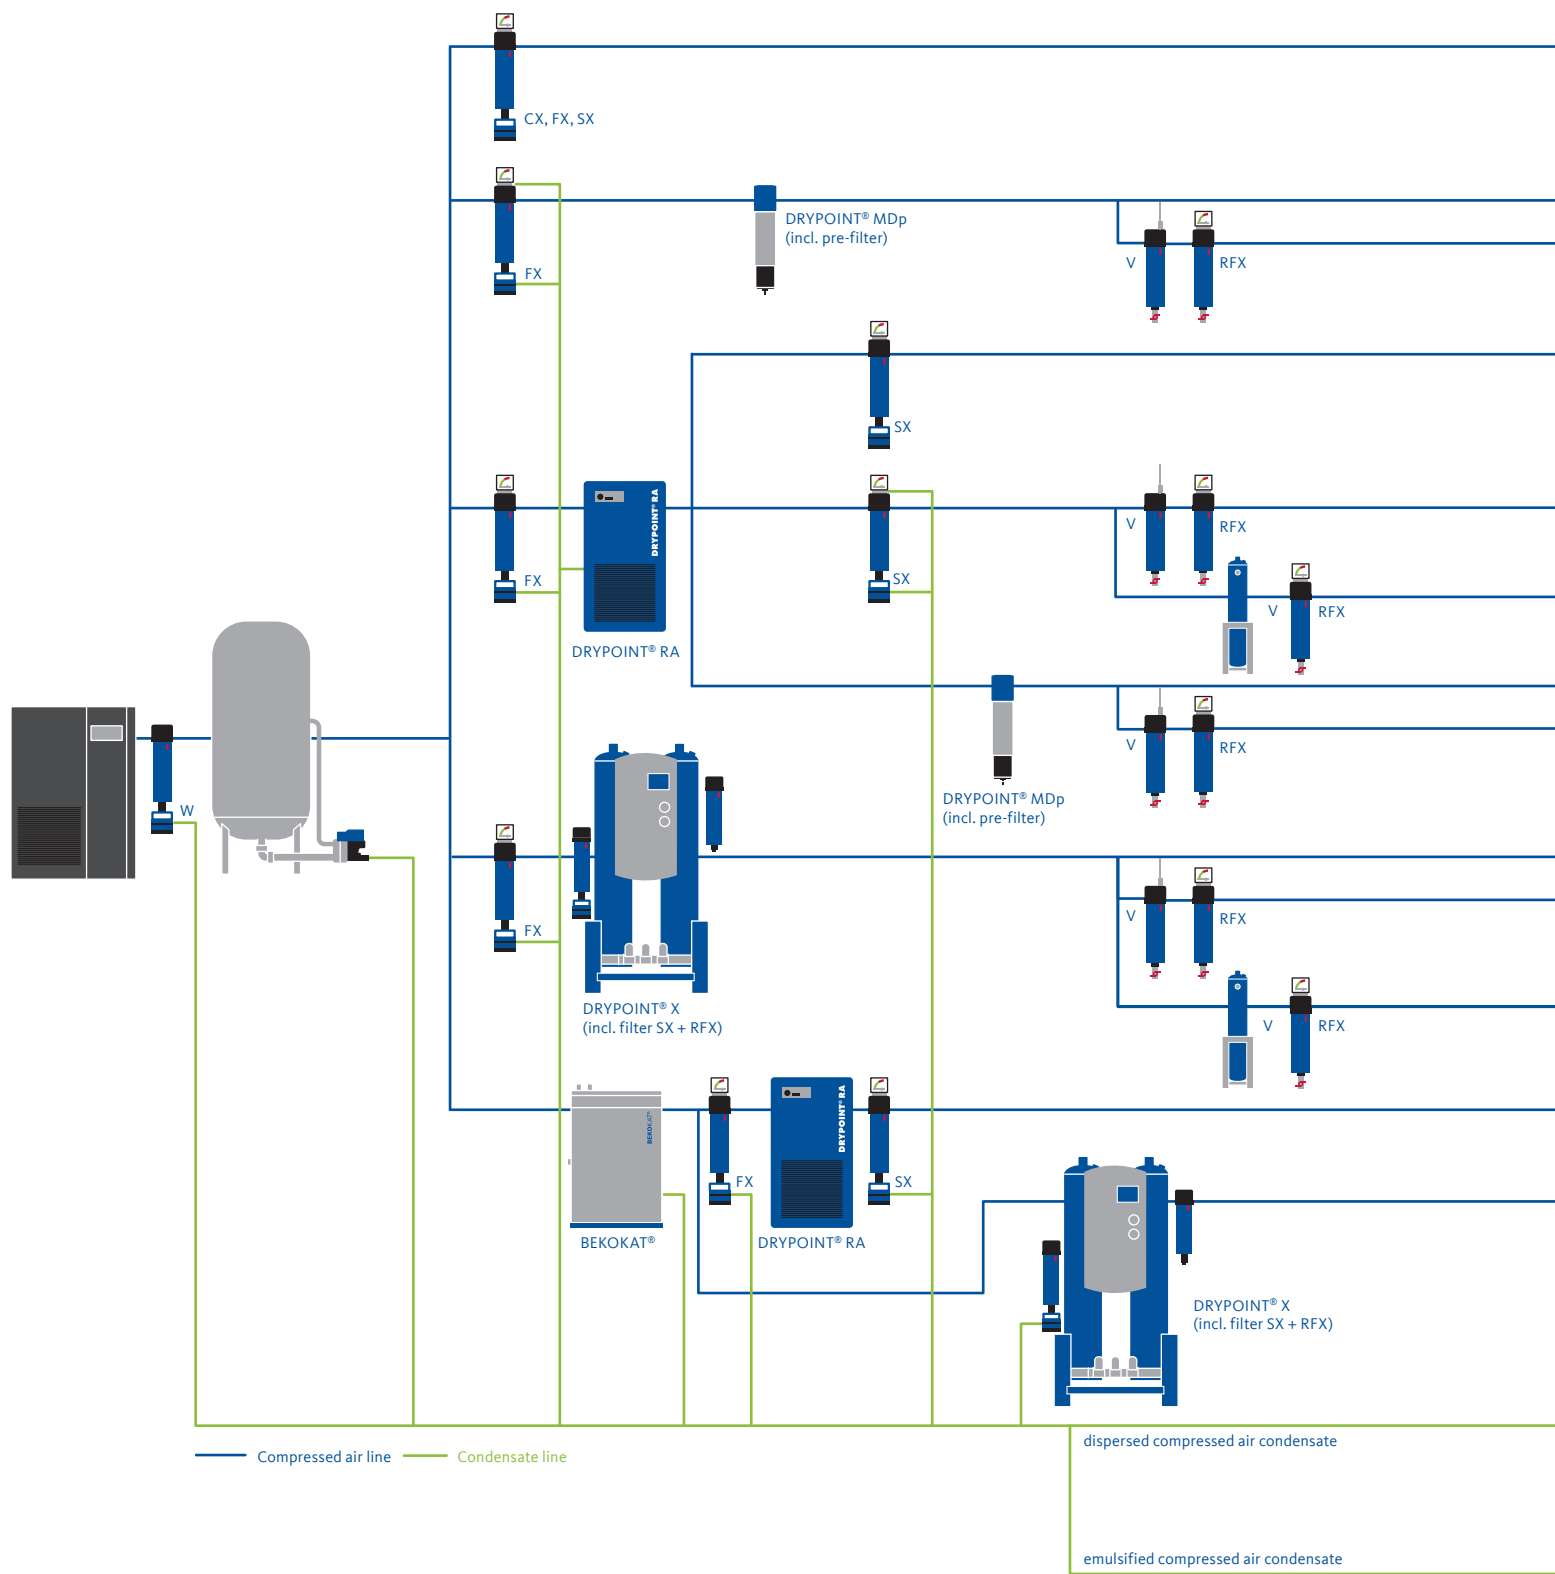 CX, FX, SX
DRYPOINT® MDp
(incl. pre-filter)
FX
V
RFX
SX
DRYPOINT® RA
V
RFX
FX
SX
V
RFX
DRYPOINT® RA
V
RFX
DRYPOINT® MDp
(incl. pre-filter)
W
V
RFX
FX
DRYPOINT® X
(incl. filter SX + RFX)
V
RFX
BEKOKAT®
DRYPOINT® RA
FX
SX
BEKOKAT®
DRYPOINT® RA
DRYPOINT® X
(incl. filter SX + RFX)
dispersed compressed air condensate
Compressed air line
Condensate line
emulsified compressed air condensate